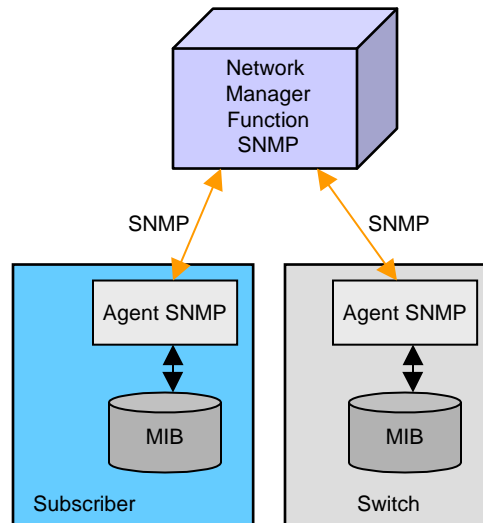 Network
Manager
Function
SNMP
SNMP
SNMP
Agent SNMP
Agent SNMP
MIB
MIB
Subscriber
Switch